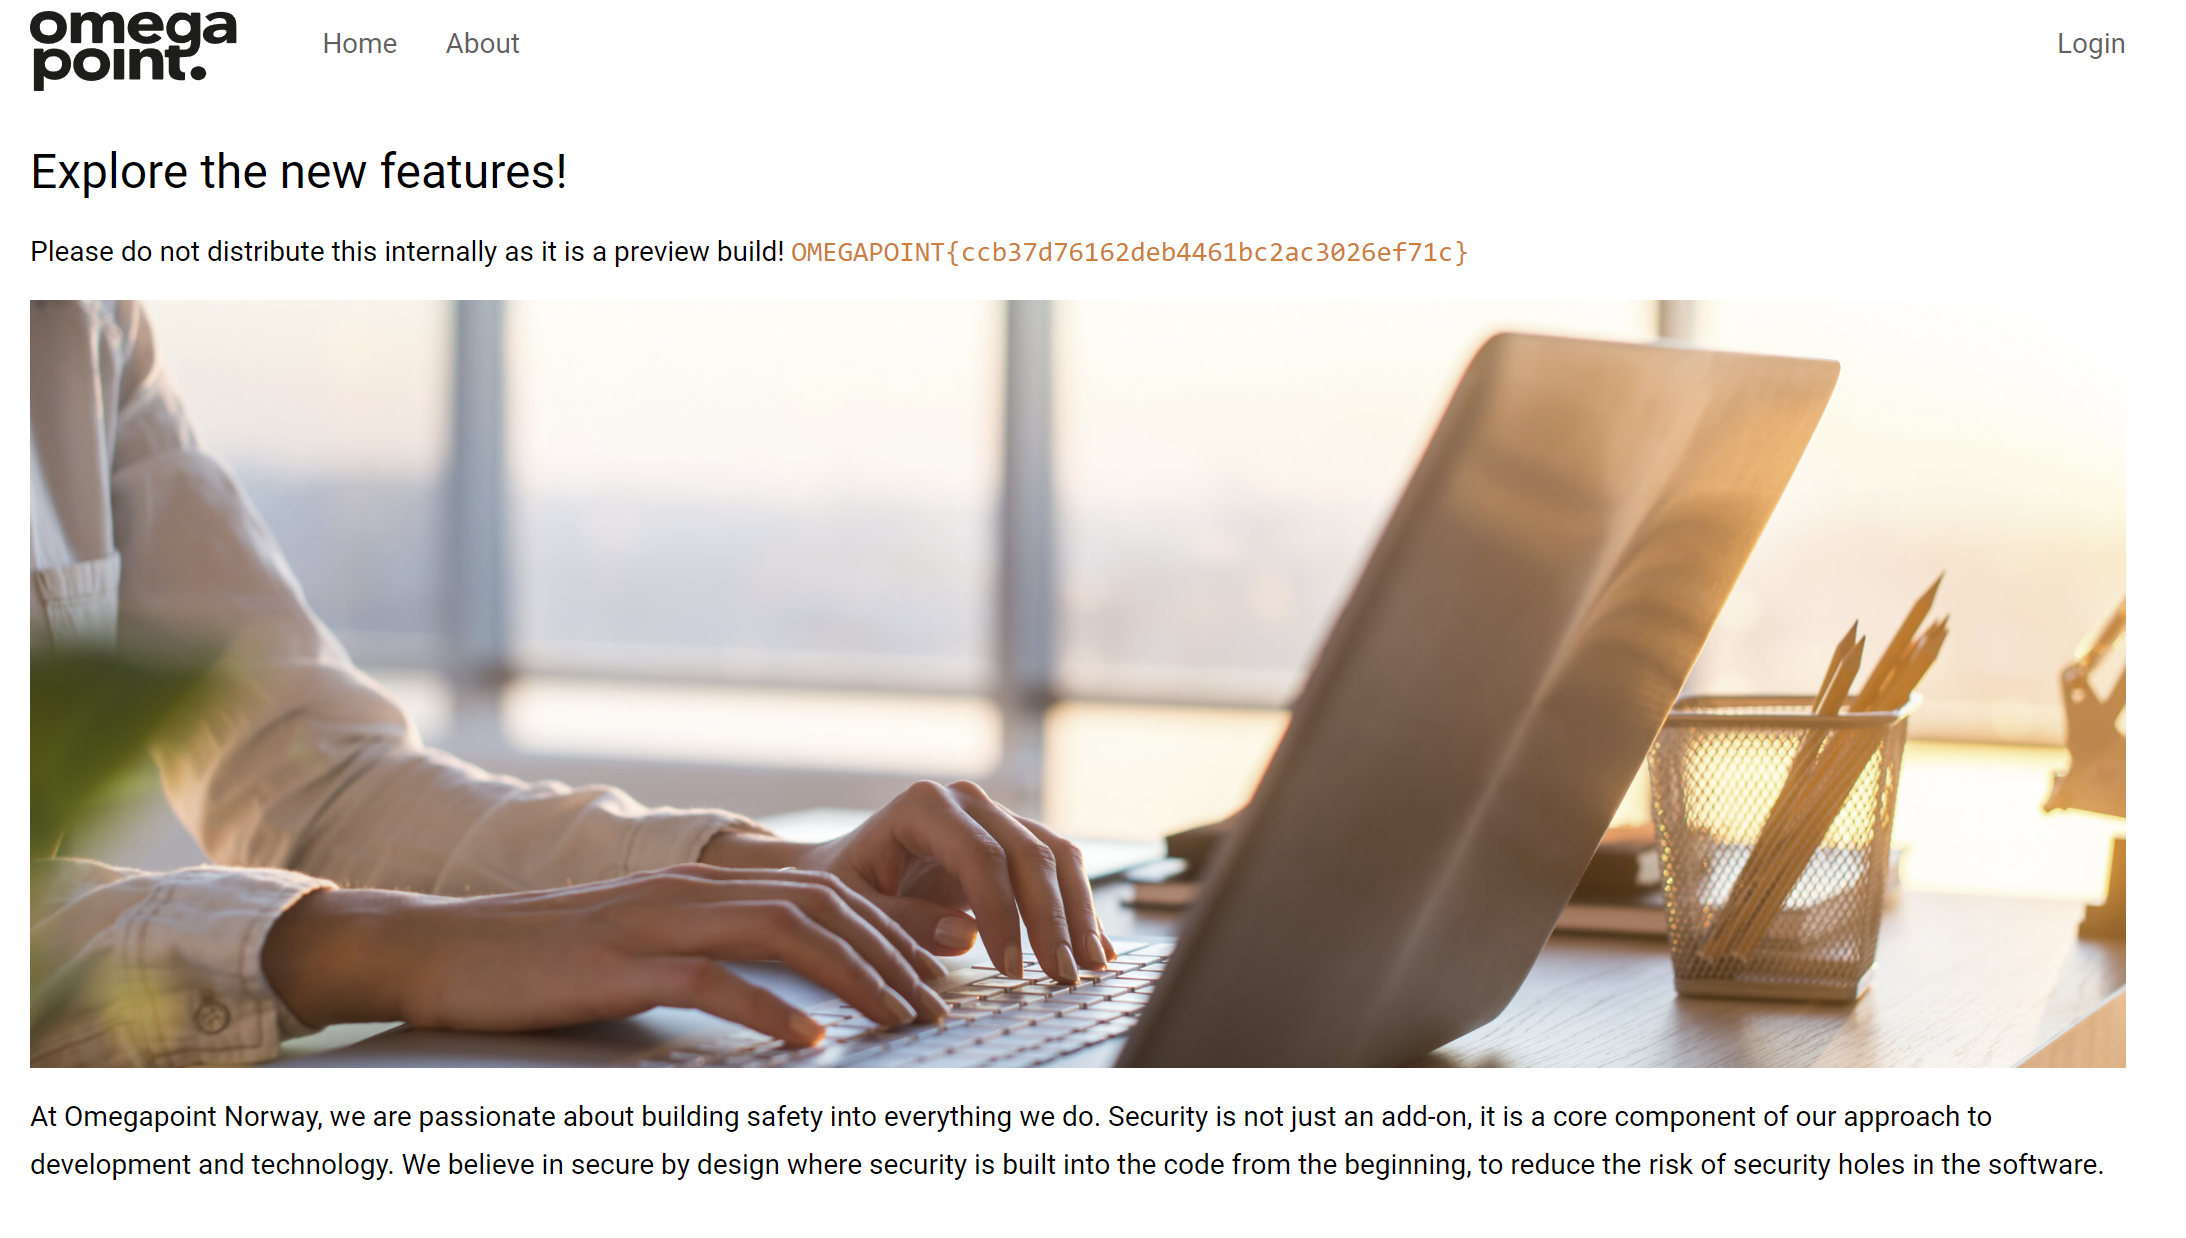 omega
point.
Home About Login
Explore the new features!
Please do not distribute this internally as it is a preview build! OMEGAPOINT{ccb37d76162deb4461bc2ac3026ef71c}
At Omegapoint Norway, we are passionate about building safety into everything we do. Security is not just an add-on, it is a core component of our approach to
development and technology. We believe in secure by design where security is built into the code from the beginning, to reduce the risk of security holes in the software.